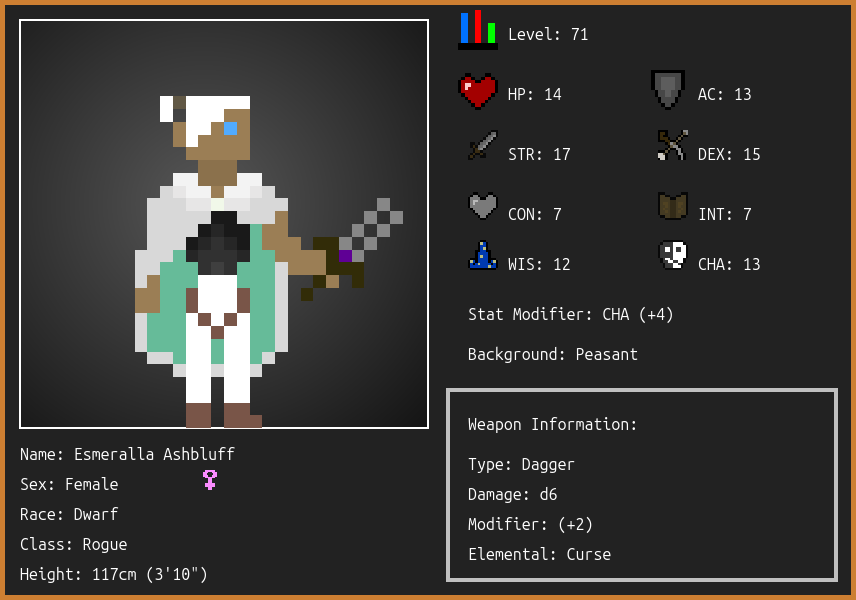 Level: 71
HP: 14
AC: 13
STR: 17
DEX: 15
CON: 7
INT: 7
WIS: 12
CHA: 13
Stat Modifier: CHA (+4)
Background: Peasant
Weapon Information:
Type: Dagger
Damage: d6
Modifier: (+2)
Elemental: Curse
Name: Esmeralla Ashbluff
Sex: Female
Race: Dwarf
Class: Rogue
Height: 117cm (3'10")